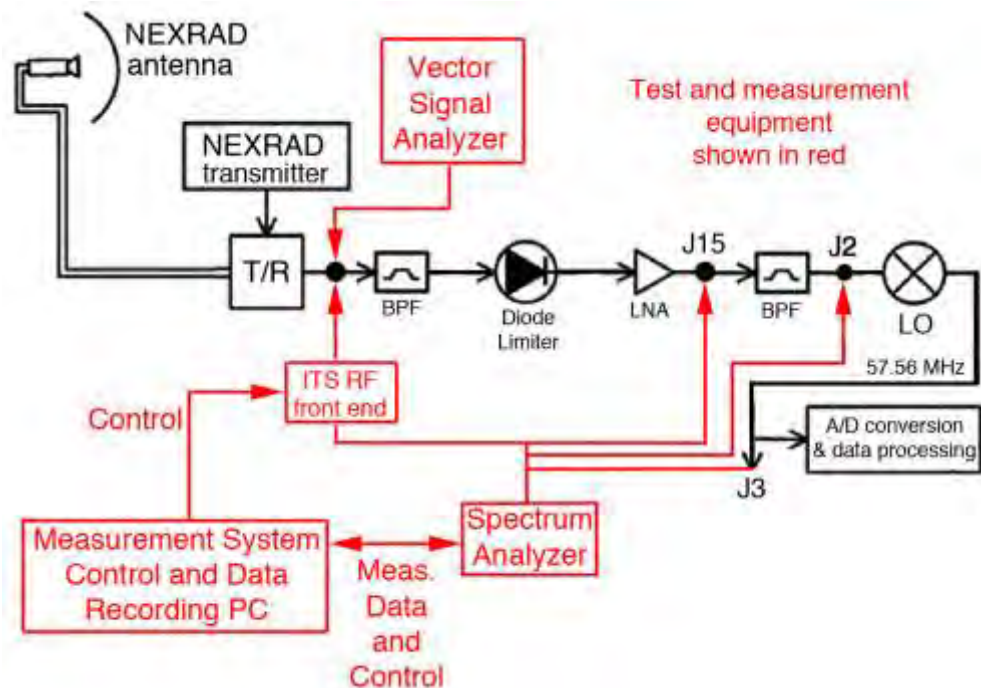 NEXRAD
antenna
Vector
Signal
Analyzer
Test and measurement
equipment
shown in red
NEXRAD
transmitter
T/R
BPF
Diode
Limiter
LNA
J15
BPF
J2
LO
57.56 MHz
ITS RF
front end
Control
A/D conversion
& data processing
J3
Measurement System
Control and Data
Recording PC
Meas.
Data
and
Control
Spectrum
Analyzer